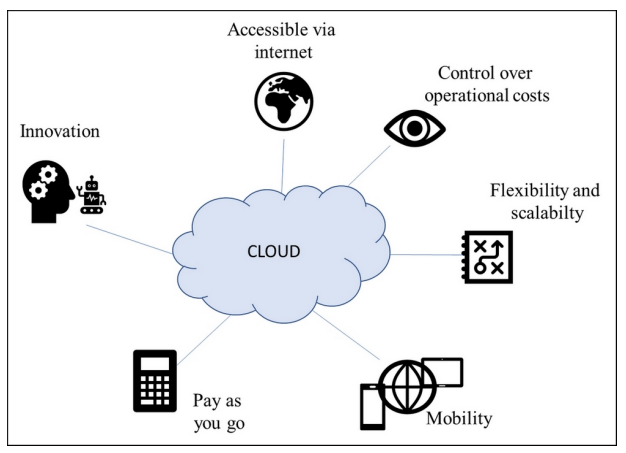 Accessible via
internet
Control over
operational costs
Innovation
Flexibility and
scalabilty
CLOUD
Pay as
you go
Mobility